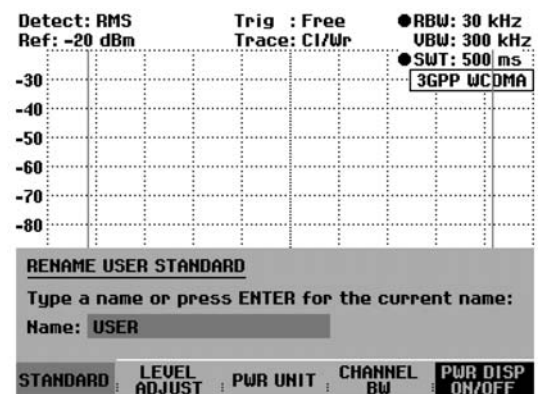 Detect: RMS Trig : Free ●RBW: 30 kHz
Ref: -20 dBm Trace: Cl/Wr VBW: 300 kHz
●SWT: 500 ms
-30 3GPP WCDMA
-40
-50
-60
-70
-80
RENAME USER STANDARD
Type a name or press ENTER for the current name:
Name: USER
STANDARD LEVEL ADJUST PWR UNIT CHANNEL BW PWR DISP ON/OFF